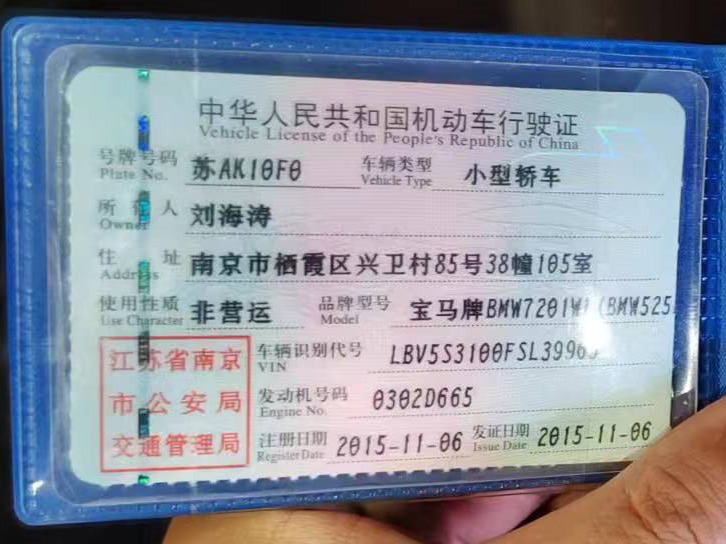 中华人民共和国机动车行驶证
Vehicle License of the People's Republic of China
号牌号码 苏AK10F0 车辆类型 小型轿车
Plate No. Vehicle Type
所有人 刘海涛
Owner
住址 南京市栖霞区兴卫村85号38幢105室
Address
使用性质 非营运 品牌型号 宝马牌BMW7201W (BMW525
Use Character Model
江苏省南京 车辆识别代号 LBV5S3100FSL3996
VIN
市公安局 发动机号码 0302D665
Engine No.
交通管理局 注册日期 2015-11-06 发证日期 2015-11-06
Register Date Issue Date